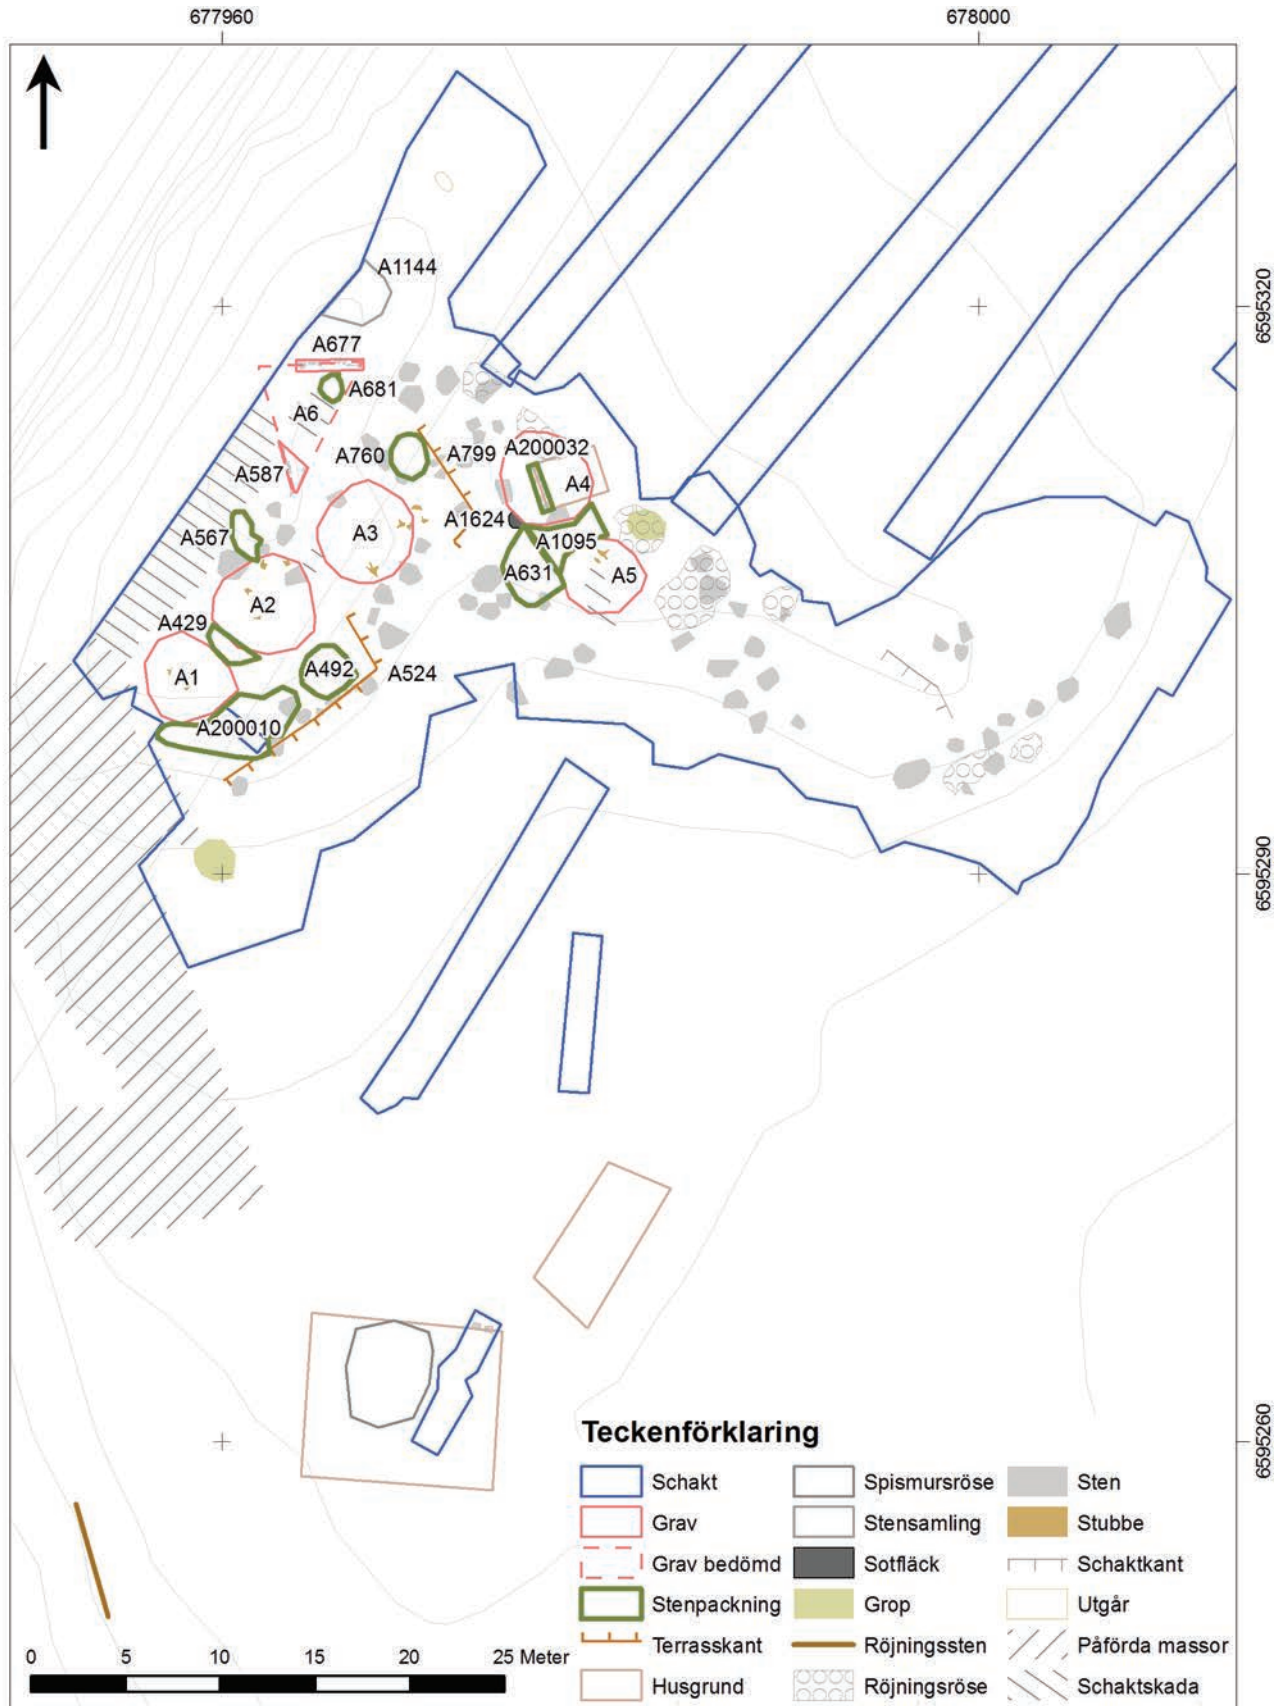 677960
678000
6595320
A1144
A677
A681
A6
A760
A799
A200032
A587
A4
A567
A3
A1624
A1095
A631
A5
A2
A429
A1
A492
A524
A200010
6595290
6595260
Teckenförklaring
Schakt
Grav
Grav bedömd
Stenpackning
Terrasskant
Husgrund
Spismursröse
Stensamling
Sotfläck
Grop
Röjningssten
Röjningsröse
Sten
Stubbe
Schaktkant
Utgår
Påförda massor
Schaktskada
0 5 10 15 20 25 Meter